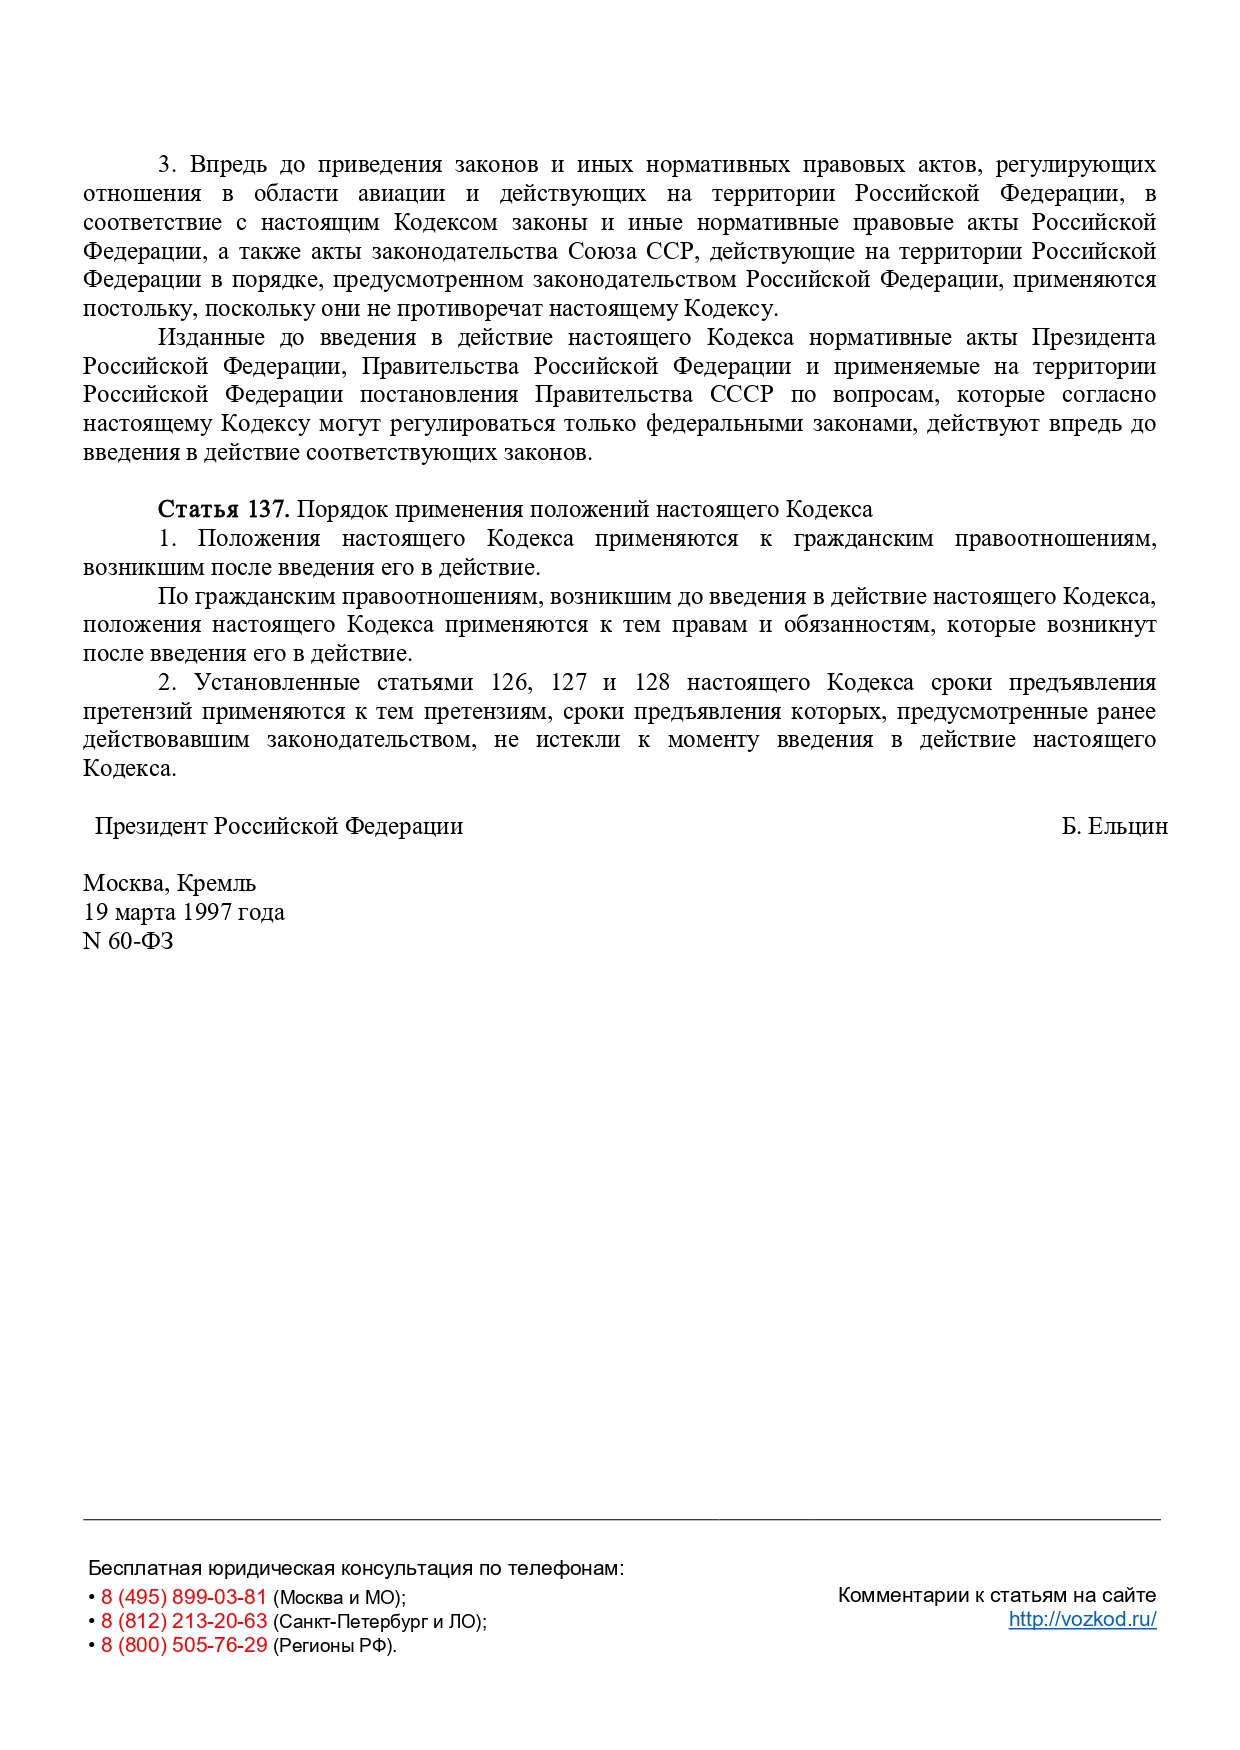 3. Впредь до приведения законов и иных нормативных правовых актов, регулирующих
отношения в области авиации и действующих на территории Российской Федерации, в
соответствие с настоящим Кодексом законы и иные нормативные правовые акты Российской
Федерации, а также акты законодательства Союза ССР, действующие на территории Российской
Федерации в порядке, предусмотренном законодательством Российской Федерации, применяются
постольку, поскольку они не противоречат настоящему Кодексу.
Изданные до введения в действие настоящего Кодекса нормативные акты Президента
Российской Федерации, Правительства Российской Федерации и применяемые на территории
Российской Федерации постановления Правительства СССР по вопросам, которые согласно
настоящему Кодексу могут регулироваться только федеральными законами, действуют впредь до
введения в действие соответствующих законов.
Статья 137. Порядок применения положений настоящего Кодекса
1. Положения настоящего Кодекса применяются к гражданским правоотношениям,
возникшим после введения его в действие.
По гражданским правоотношениям, возникшим до введения в действие настоящего Кодекса,
положения настоящего Кодекса применяются к тем правам и обязанностям, которые возникнут
после введения его в действие.
2. Установленные статьями 126, 127 и 128 настоящего Кодекса сроки предъявления
претензий применяются к тем претензиям, сроки предъявления которых, предусмотренные ранее
действовавшим законодательством, не истекли к моменту введения в действие настоящего
Кодекса.
Президент Российской Федерации Б. Ельцин
Москва, Кремль
19 марта 1997 года
N 60-ФЗ
Бесплатная юридическая консультация по телефонам:
• 8 (495) 899-03-81 (Москва и МО);
• 8 (812) 213-20-63 (Санкт-Петербург и ЛО);
• 8 (800) 505-76-29 (Регионы РФ).
Комментарии к статьям на сайте
http://vozkod.ru/